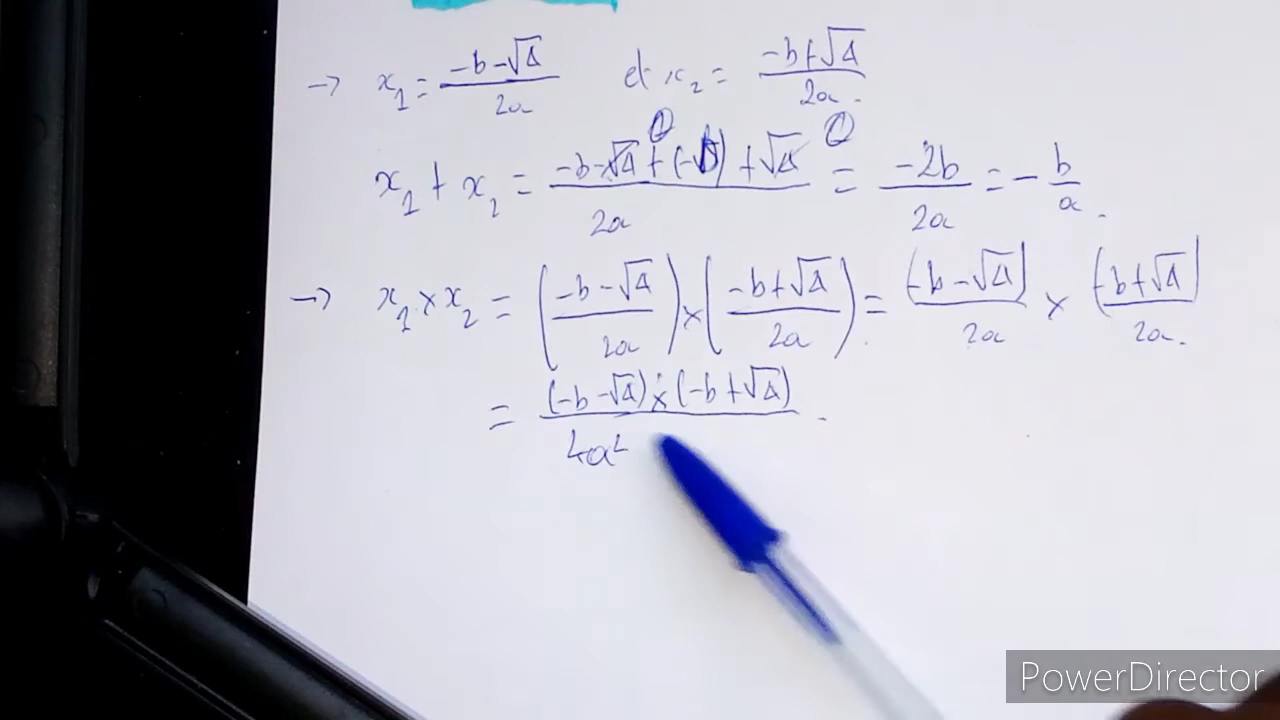 → x₁ = (-b-√Δ)/2a et x₂ = (-b+√Δ)/2a.
x₁ + x₂ = (-b-√Δ + (-b) + √Δ)/2a = -2b/2a = -b/a.
→ x₁ × x₂ = ((-b-√Δ)/2a) × ((-b+√Δ)/2a) = (-b-√Δ)/2a × (-b+√Δ)/2a.
= (-b-√Δ) × (-b+√Δ)/4a² .
PowerDirector